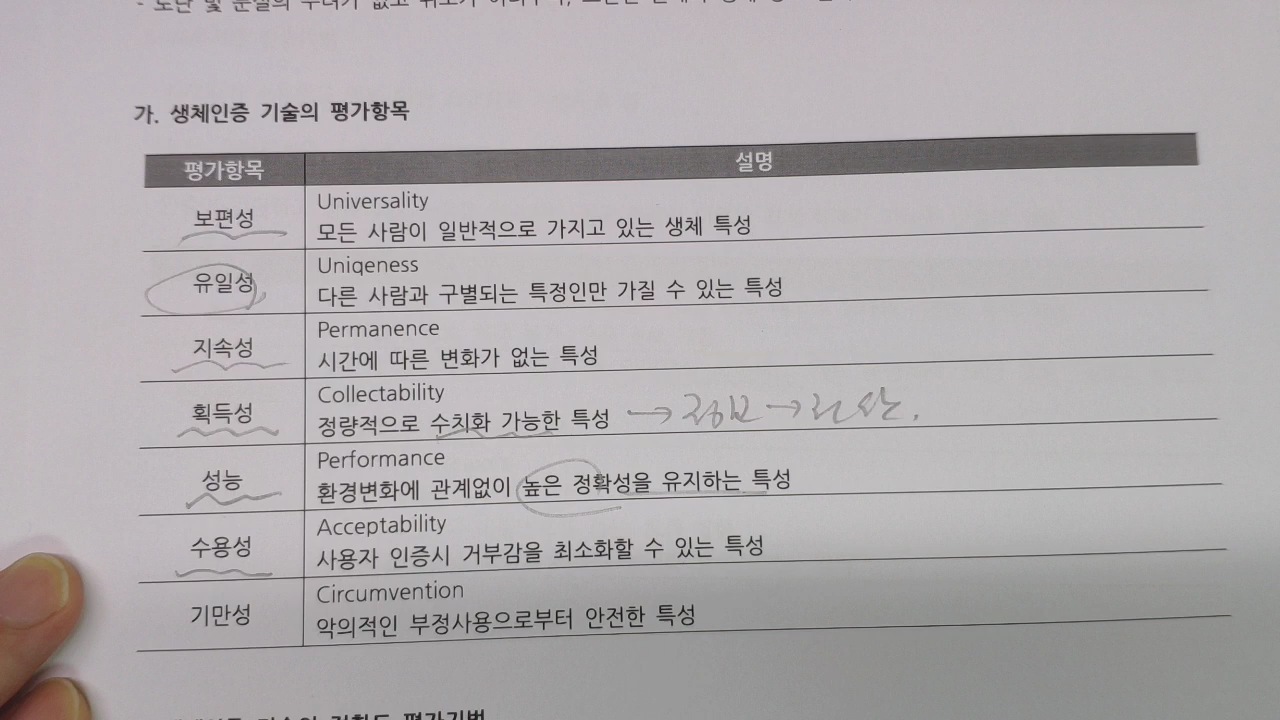 가. 생체인증 기술의 평가항목
평가항목 설명
보편성 Universality
모든 사람이 일반적으로 가지고 있는 생체 특성
유일성 Uniqeness
다른 사람과 구별되는 특정인만 가질 수 있는 특성
지속성 Permanence
시간에 따른 변화가 없는 특성
획득성 Collectability
정량적으로 수치화 가능한 특성 → 정보 →
성능 Performance
환경변화에 관계없이 높은 정확성을 유지하는 특성
수용성 Acceptability
사용자 인증시 거부감을 최소화할 수 있는 특성
기만성 Circumvention
악의적인 부정사용으로부터 안전한 특성